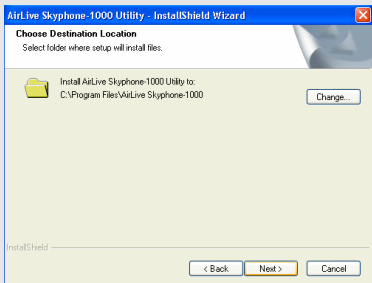 AirLive Skyphone-1000 Utility - InstallShield Wizard
Choose Destination Location
Select folder where setup will install files.
Install AirLive Skyphone-1000 Utility to:
C:\Program Files\AirLive Skyphone-1000
Change...
InstallShield
< Back
Next >
Cancel